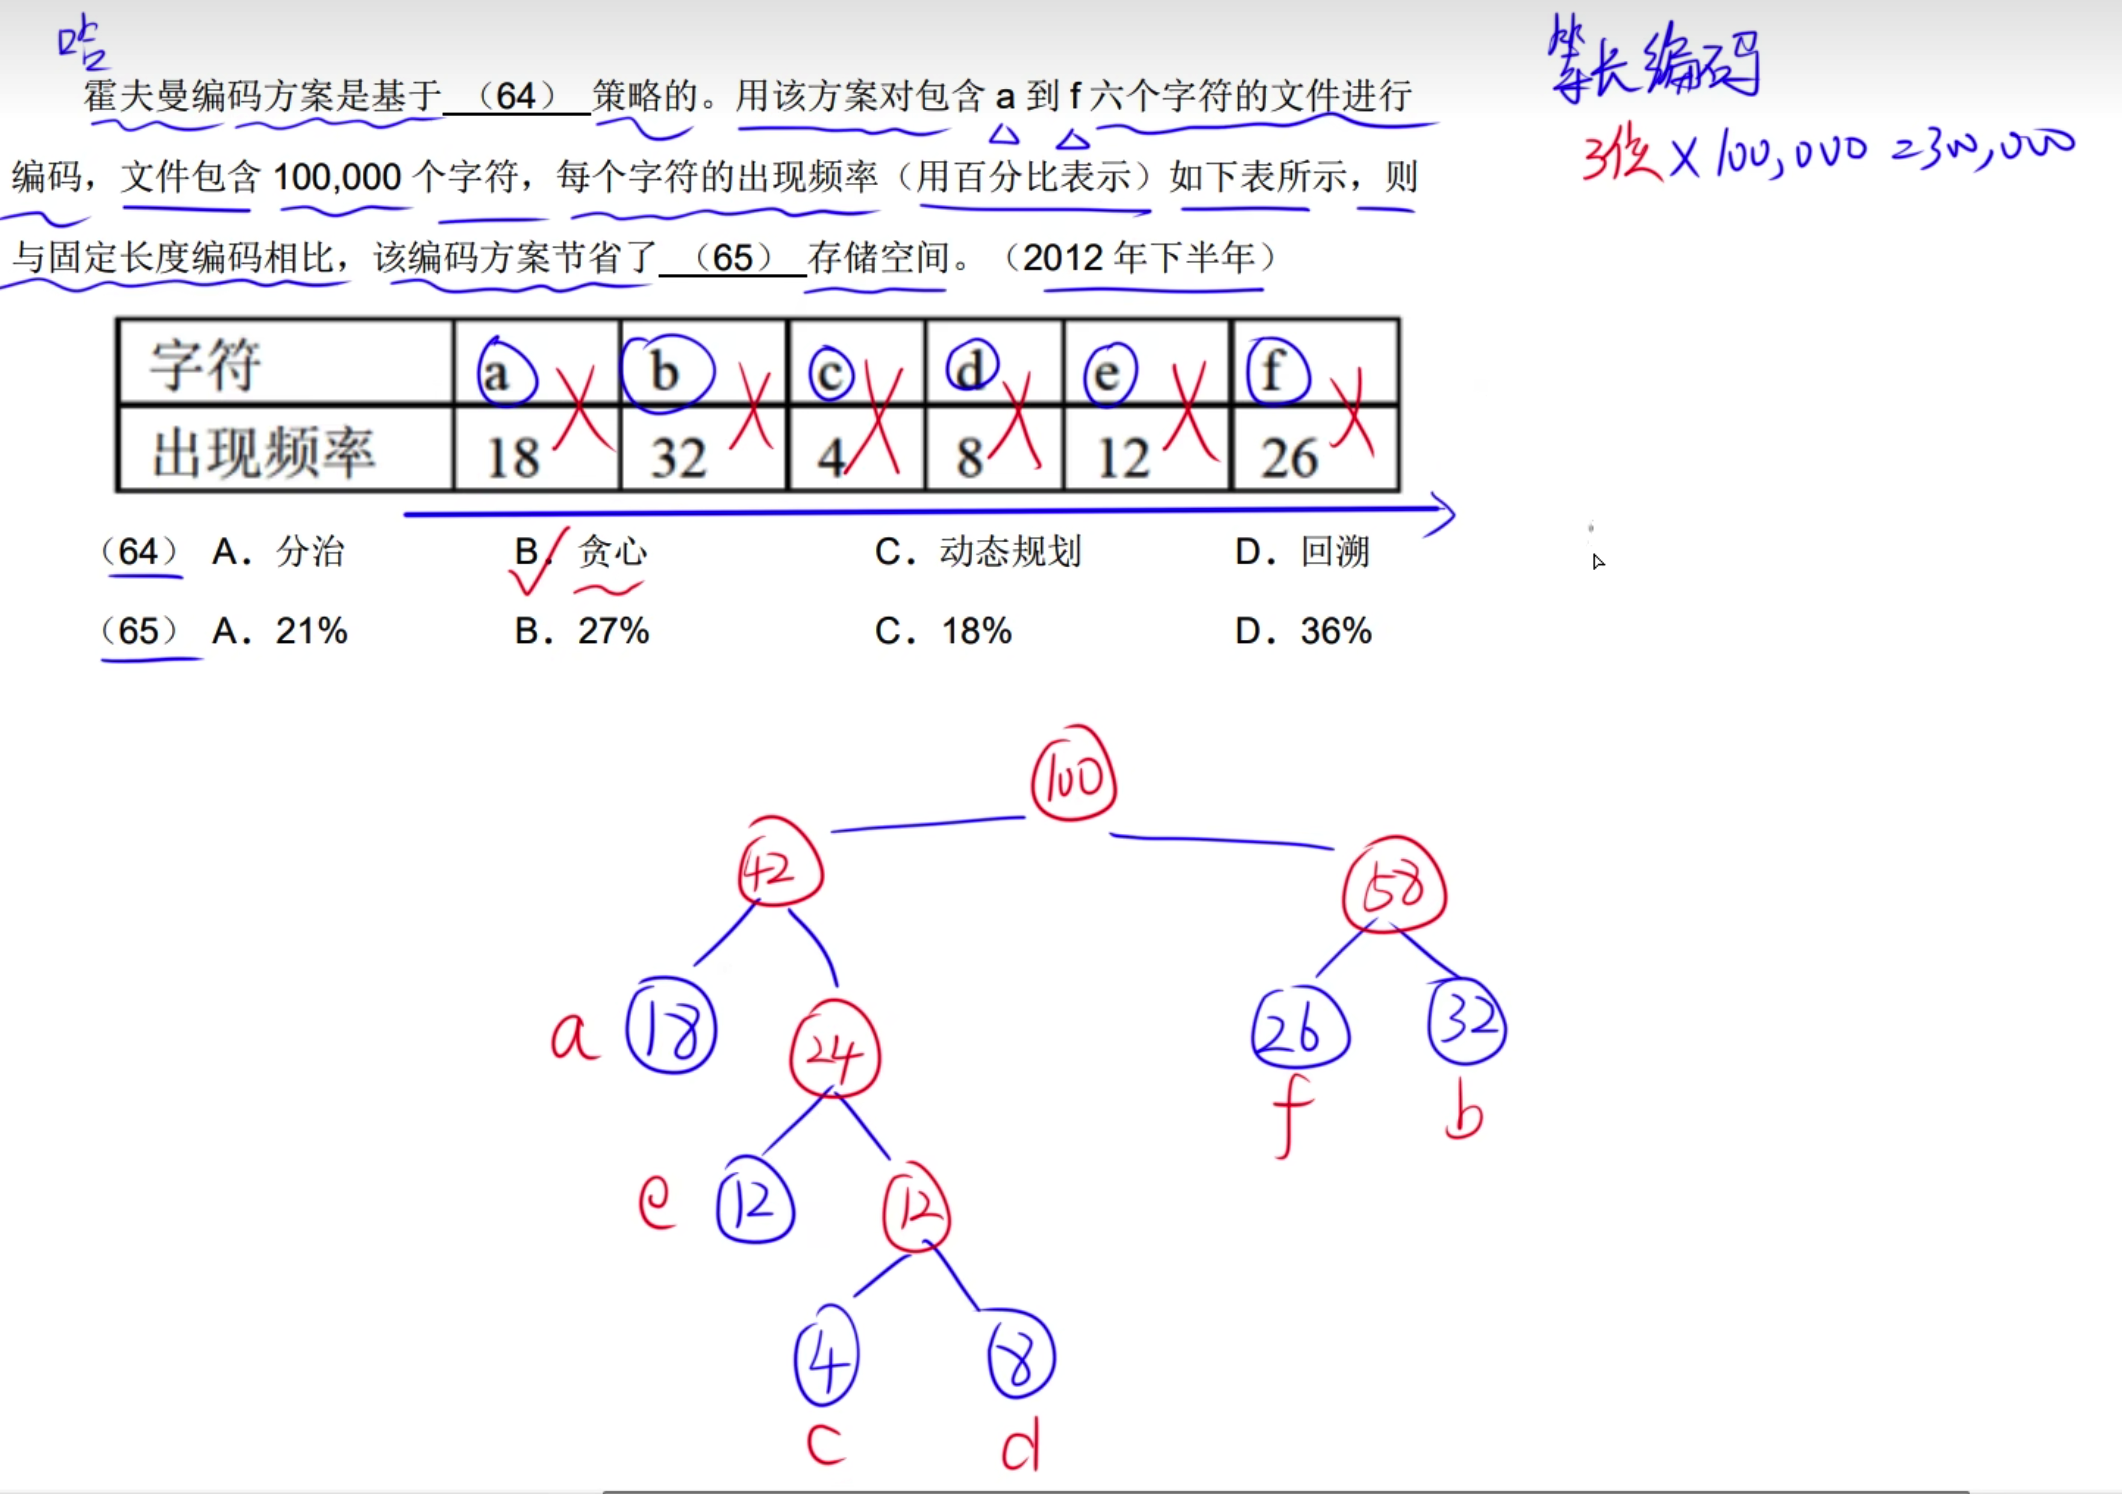 哈
等长编码
霍夫曼编码方案是基于（64）策略的。用该方案对包含 a 到 f 六个字符的文件进行
3位 X 100,000 = 300,000
编码，文件包含 100,000 个字符，每个字符的出现频率（用百分比表示）如下表所示，则
与固定长度编码相比，该编码方案节省了（65）存储空间。（2012 年下半年）
字符 a b c d e f
出现频率 18 32 4 8 12 26
（64） A． 分治 B． 贪心 C． 动态规划 D． 回溯
（65） A． 21% B． 27% C． 18% D． 36%
100
42 58
a 18 24 26 32
f b
e 12 12
4 8
c d